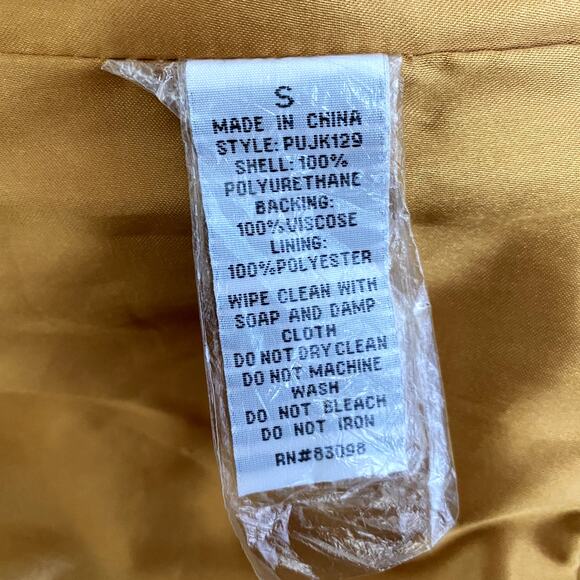 S
MADE IN CHINA
STYLE: PUJK129
SHELL: 100%
POLYURETHANE
BACKING:
100%VISCOSE
LINING:
100%POLYESTER
WIPE CLEAN WITH
SOAP AND DAMP
CLOTH
DO NOT DRY CLEAN
DO NOT MACHINE
WASH
DO NOT BLEACH
DO NOT IRON
RN#83098